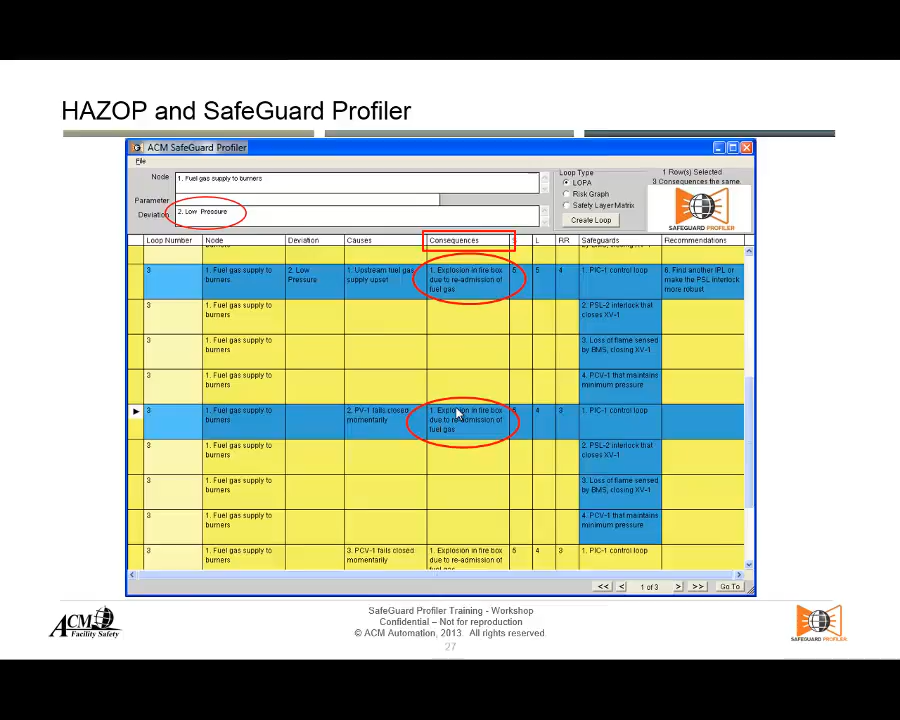 HAZOP and SafeGuard Profiler
ACM SafeGuard Profiler
File
Node
1. Fuel gas supply to burners
Parameter
Deviation
2. Low Pressure
Loop Type
LOPA
Risk Graph
Safety Layer Matrix
Create Loop
1 Row(s) Selected
3 Consequences the same.
SAFEGUARD PROFILER
Loop Number Node Deviation Causes Consequences S L RR Safeguards Recommendations
burners
3 1. Fuel gas supply to burners 2. Low Pressure 1. Upstream fuel gas supply upset 1. Explosion in fire box due to re-admission of fuel gas 5 5 4 1. PIC-1 control loop 6. Find another IPL or make the PSL interlock more robust
3 1. Fuel gas supply to burners 2. PSL-2 interlock that closes XV-1
3 1. Fuel gas supply to burners 3. Loss of flame sensed by BMS, closing XV-1
3 1. Fuel gas supply to burners 4. PCV-1 that maintains minimum pressure
3 1. Fuel gas supply to burners 2. PV-1 fails closed momentarily 1. Explosion in fire box due to re-admission of fuel gas 5 4 3 1. PIC-1 control loop
3 1. Fuel gas supply to burners 2. PSL-2 interlock that closes XV-1
3 1. Fuel gas supply to burners 3. Loss of flame sensed by BMS, closing XV-1
3 1. Fuel gas supply to burners 4. PCV-1 that maintains minimum pressure
3 1. Fuel gas supply to burners 3. PCV-1 fails closed momentarily 1. Explosion in fire box due to re-admission of fuel gas 5 4 3 1. PIC-1 control loop
<< < 1 of 3 > >> Go To
ACM
Facility Safety
SafeGuard Profiler Training - Workshop
Confidential – Not for reproduction
© ACM Automation, 2013. All rights reserved
27
SAFEGUARD PROFILER